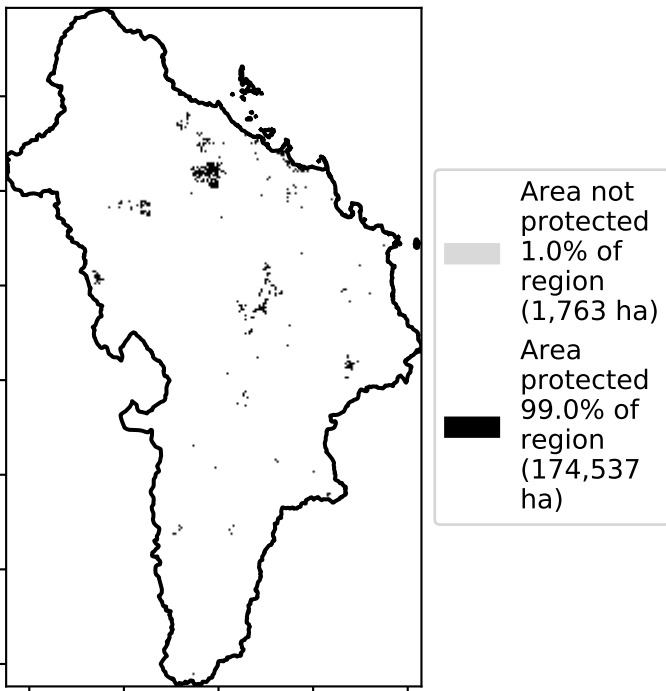 Area not
protected
1.0% of
region
(1,763 ha)
Area
protected
99.0% of
region
(174,537
ha)